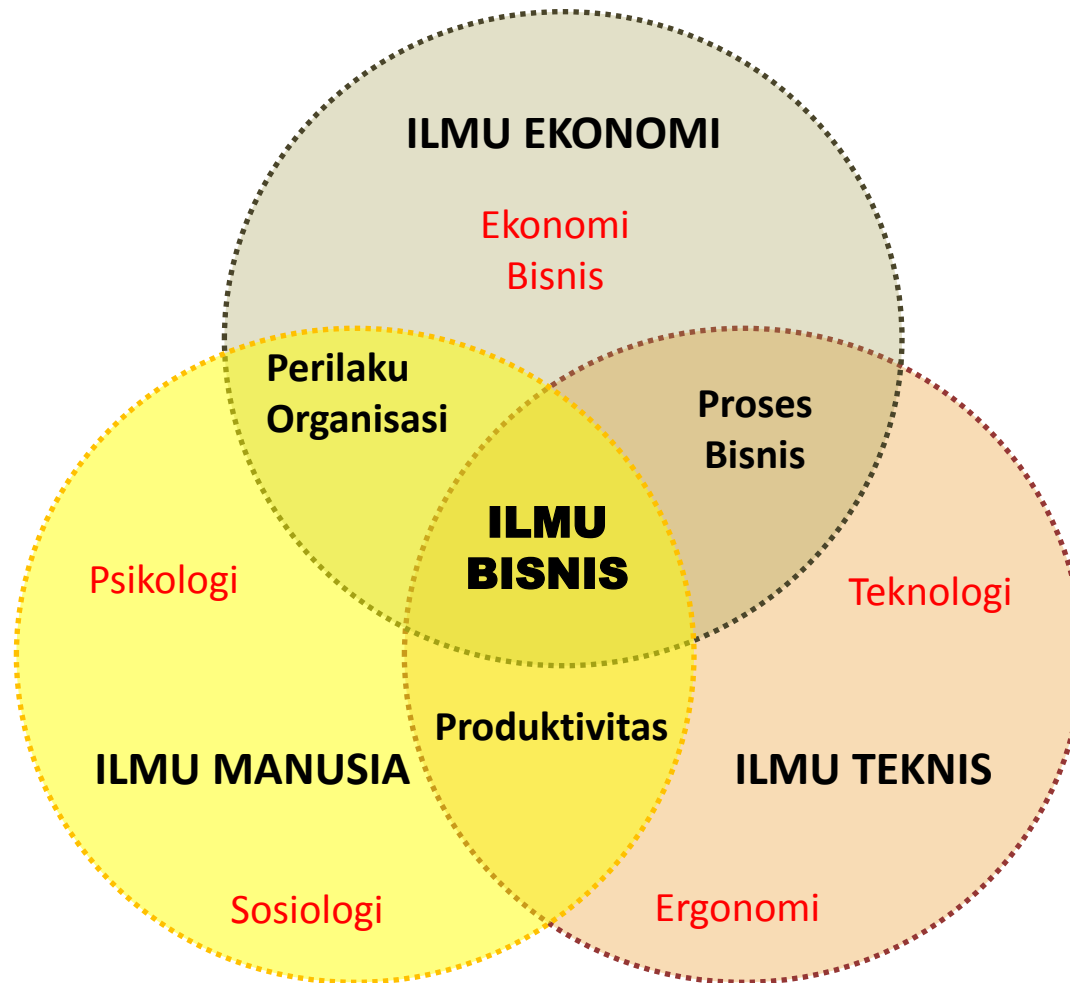 ILMU EKONOMI
Ekonomi
Bisnis
Perilaku
Organisasi
Proses
Bisnis
ILMU
BISNIS
Psikologi
Teknologi
Produktivitas
ILMU MANUSIA
ILMU TEKNIS
Sosiologi
Ergonomi